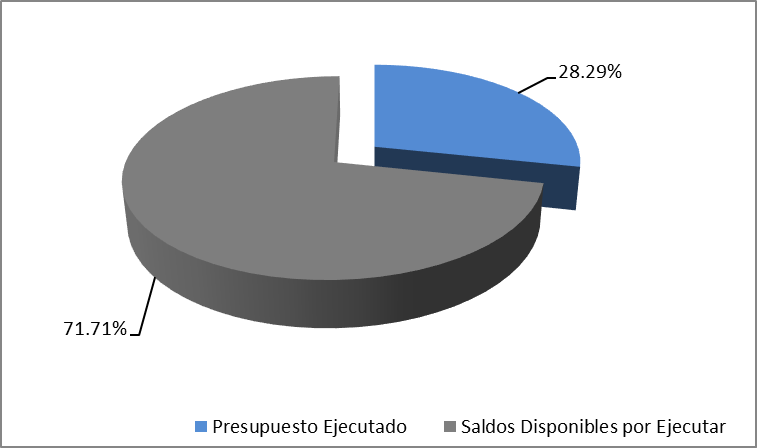 28.29%
71.71%
Presupuesto Ejecutado
Saldos Disponibles por Ejecutar